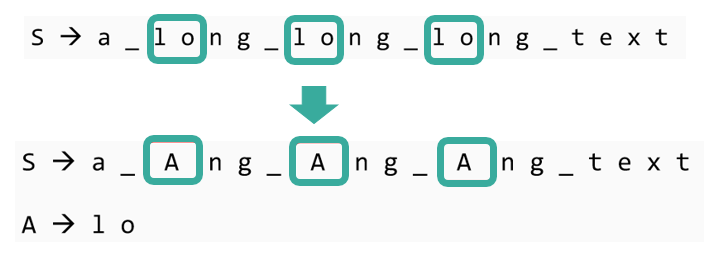 S → a _ l o n g _ l o n g _ l o n g _ t e x t
S → a _ A n g _ A n g _ A n g _ t e x t
A → l o